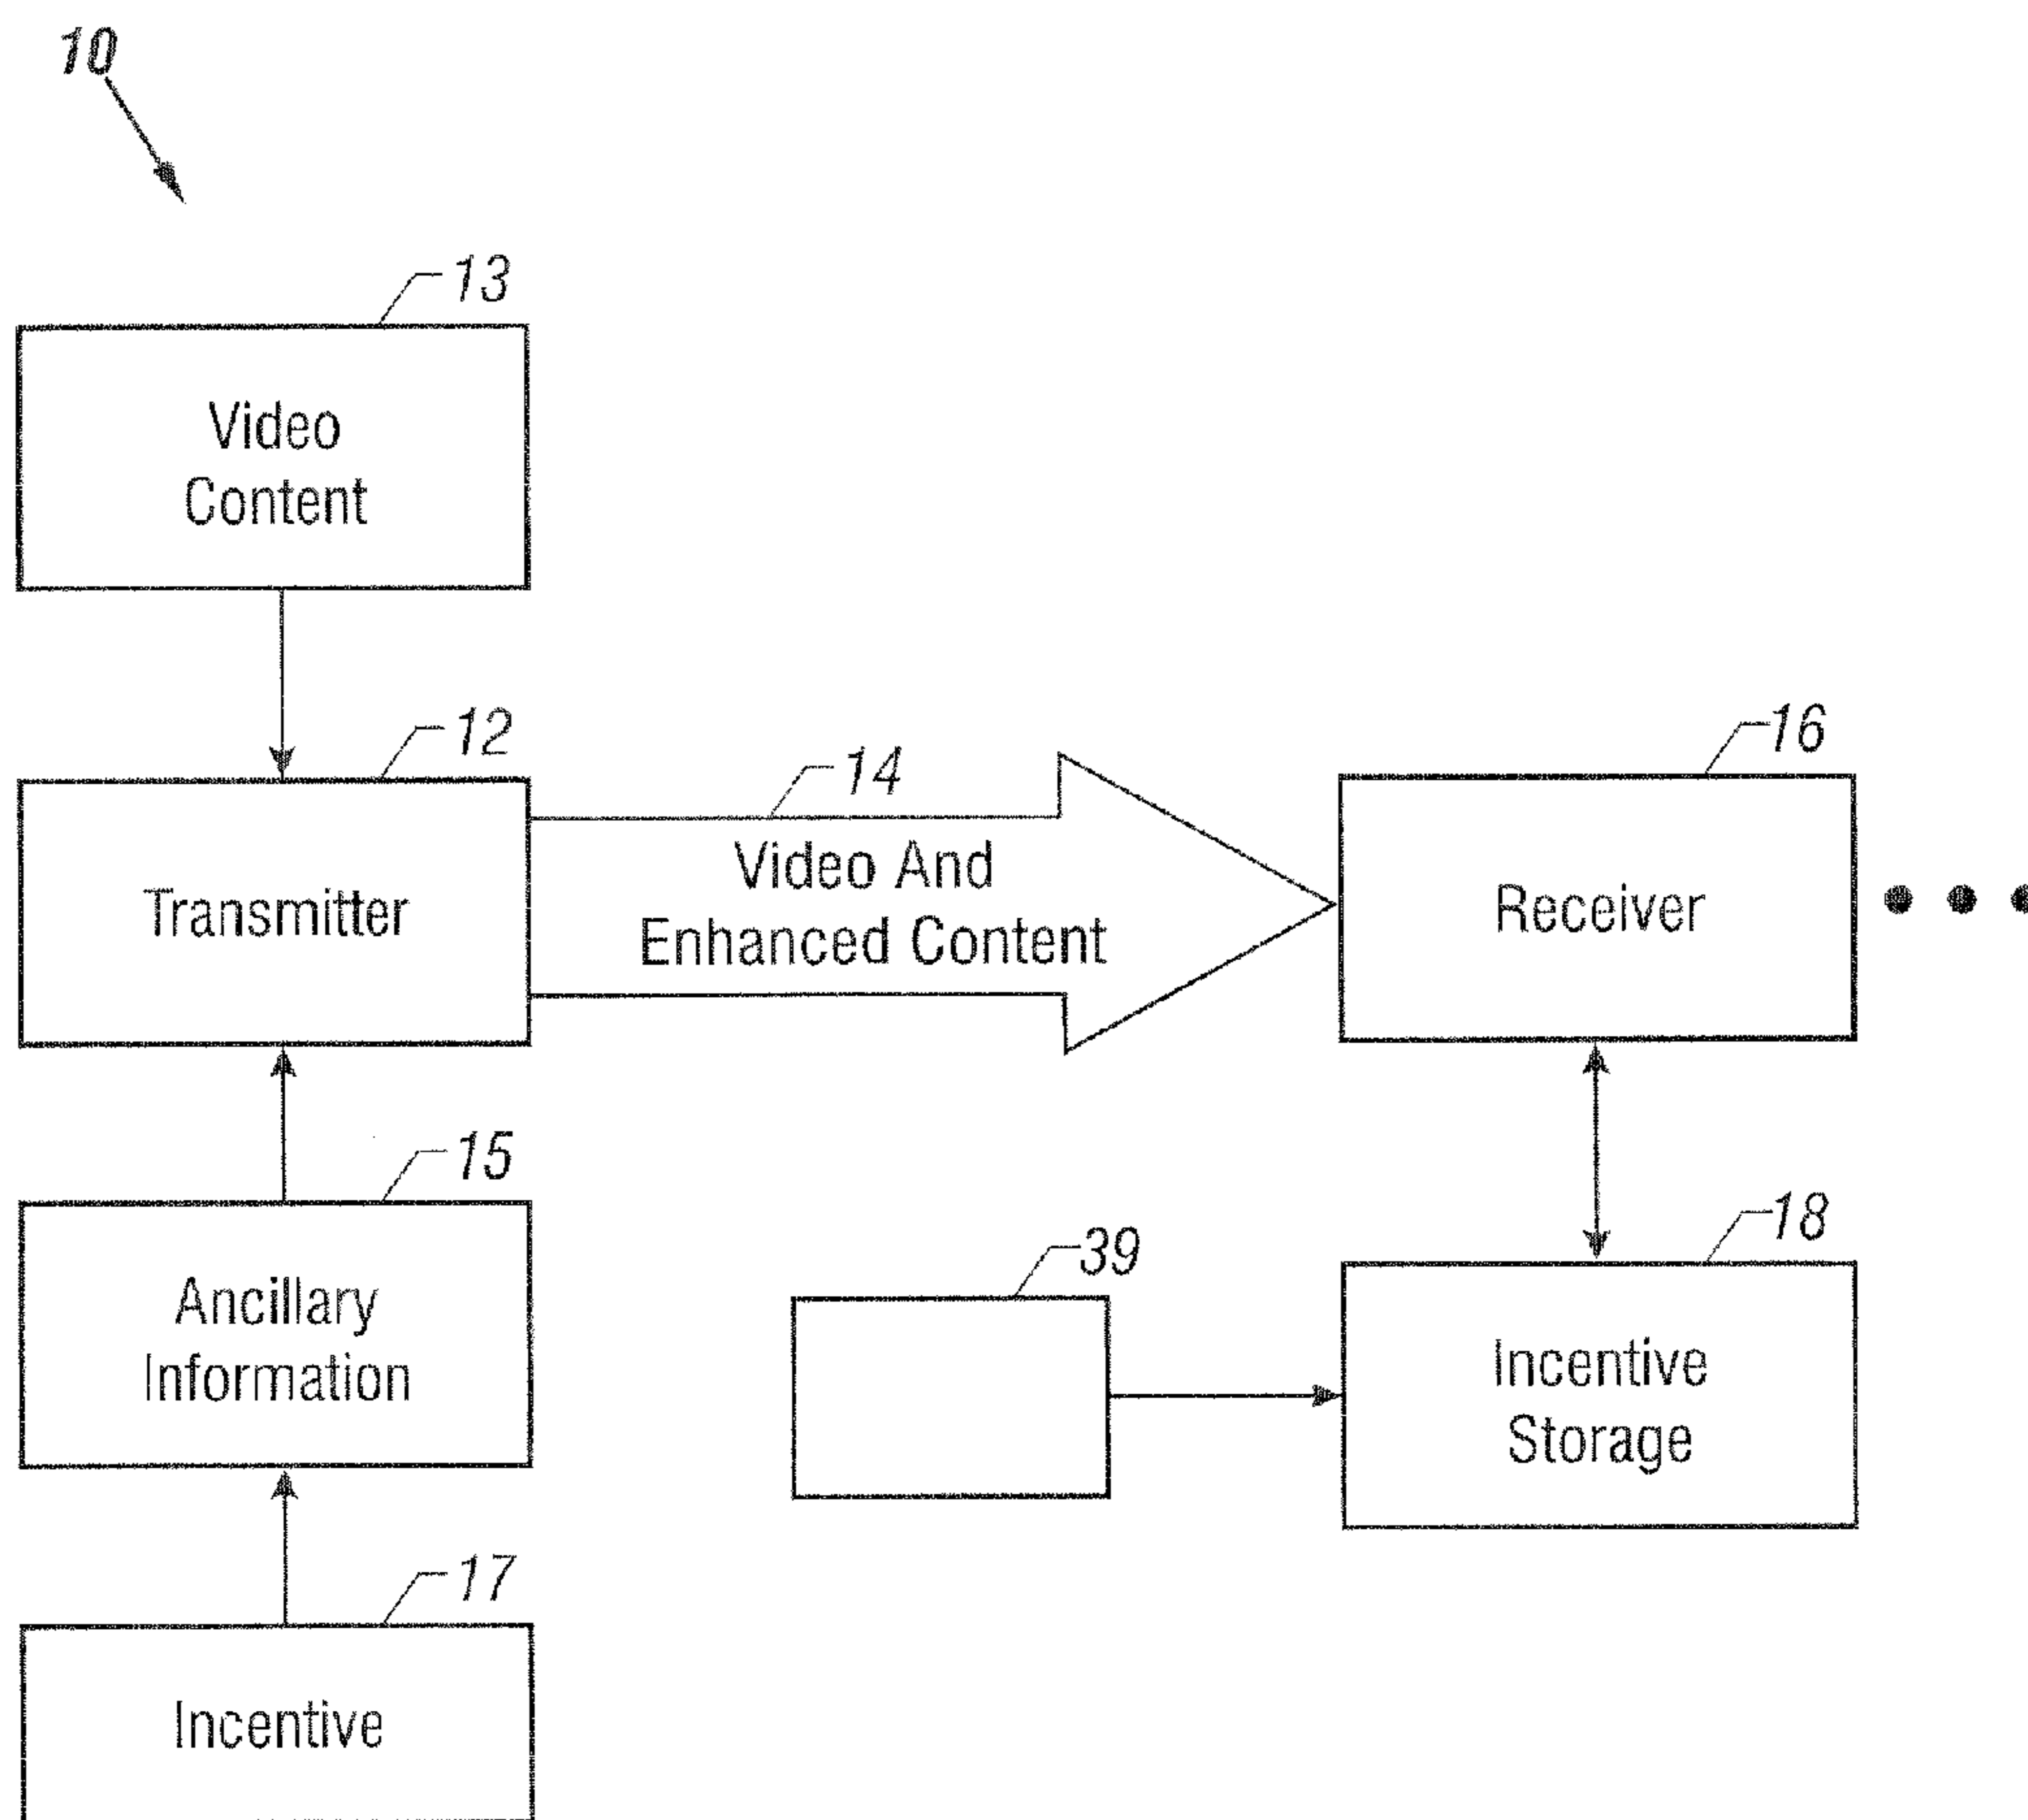 10
13
Video
Content
12
Transmitter
14
Video And
Enhanced Content
16
Receiver
15
Ancillary
Information
39
18
Incentive
Storage
17
Incentive